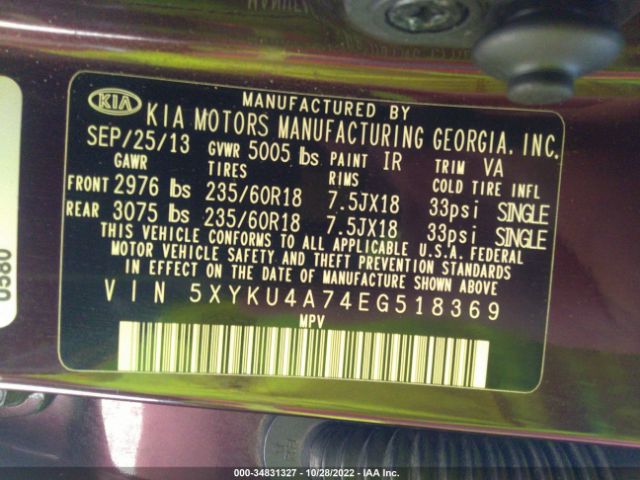 MANUFACTURED BY
KIA KIA MOTORS MANUFACTURING GEORGIA, INC.
SEP/25/13 GVWR 5005 lbs PAINT IR TRIM VA
GAWR TIRES RIMS COLD TIRE INFL
FRONT 2976 lbs 235/60R18 7.5JX18 33psi SINGLE
REAR 3075 lbs 235/60R18 7.5JX18 33psi SINGLE
THIS VEHICLE CONFORMS TO ALL APPLICABLE U.S.A. FEDERAL
MOTOR VEHICLE SAFETY AND THEFT PREVENTION STANDARDS
IN EFFECT ON THE DATE OF MANUFACTURE SHOWN ABOVE
VIN 5XYKU4A74EG518369
MPV
0580
000-34831327 | 10/28/2022 - IAA Inc.